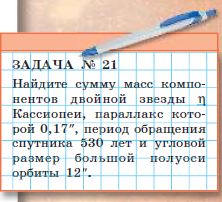 ЗАДАЧА № 21
Найдите сумму масс компо-
нентов двойной звезды η
Кассиопеи, параллакс кото-
рой 0,17″, период обращения
спутника 530 лет и угловой
размер большой полуоси
орбиты 12″.